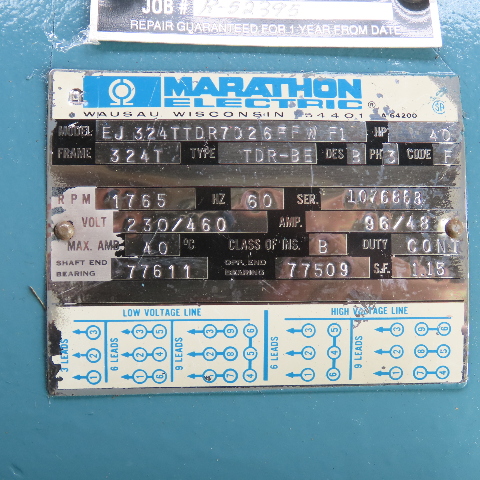 JOB # R-52395
REPAIR GUARANTEED FOR 1 YEAR FROM DATE
MARATHON
ELECTRIC ®
WAUSAU WISCONSIN 54401 A 64200
MODEL EJ 324TTDR7026FFW F1 HP 40
FRAME 324T TYPE TDR-BE DES B PH 3 CODE F
RPM 1765 HZ 60 SER.
VOLT 230/460 AMP. 96/48
MAX. AMB 40 °C CLASS OF INS. B DUTY CONT
SHAFT END BEARING 77611 OPP. END BEARING 77509 S.F. 1.15
LOW VOLTAGE LINE HIGH VOLTAGE LINE
3 LEADS 6 LEADS 9 LEADS 6 LEADS 9 LEADS